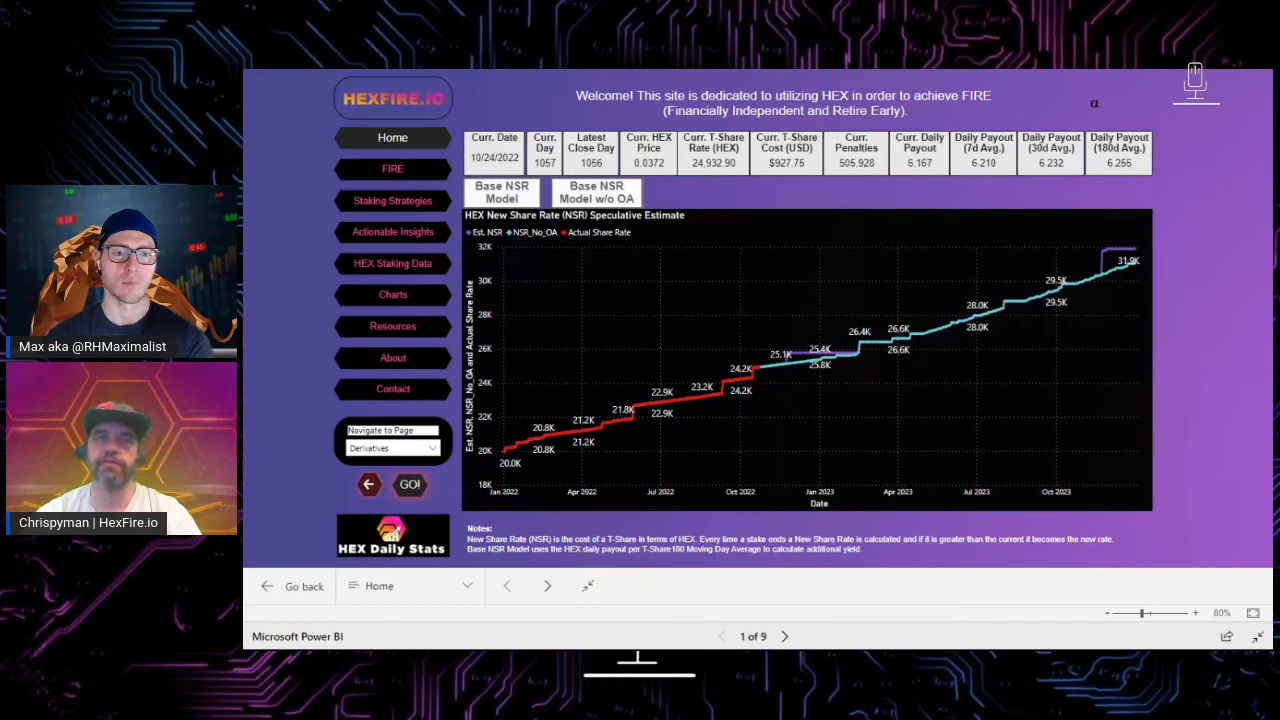 HEXFIRE.IO
Welcome! This site is dedicated to utilizing HEX in order to achieve FIRE
(Financially Independent and Retire Early).
α
Home
FIRE
Staking Strategies
Actionable Insights
HEX Staking Data
Charts
Resources
About
Contact
Navigate to Page
Derivatives
GO!
HEX Daily Stats
Curr. Date
10/24/2022
Curr. Day
1057
Latest Close Day
1056
Curr. HEX Price
0.0372
Curr. T-Share Rate (HEX)
24,932.90
Curr. T-Share Cost (USD)
$927.75
Curr. Penalties
505,928
Curr. Daily Payout
6.167
Daily Payout (7d Avg.)
6.210
Daily Payout (30d Avg.)
6.232
Daily Payout (180d Avg.)
6.255
Base NSR Model
Base NSR Model w/o OA
HEX New Share Rate (NSR) Speculative Estimate
Est. NSR NSR_No_OA Actual Share Rate
Est. NSR, NSR_No_OA and Actual Share Rate
32K
30K
28K
26K
24K
22K
20K
18K
20.0K
20.8K
20.8K
21.2K
21.2K
21.8K
22.9K
22.9K
23.2K
24.2K
24.2K
25.1K
25.4K
25.8K
26.4K
26.6K
26.6K
28.0K
28.0K
29.5K
29.5K
31.9K
Jan 2022 Apr 2022 Jul 2022 Oct 2022 Jan 2023 Apr 2023 Jul 2023 Oct 2023
Date
Notes:
New Share Rate (NSR) is the cost of a T-Share in terms of HEX. Every time a stake ends a New Share Rate is calculated and if it is greater than the current it becomes the new rate.
Base NSR Model uses the HEX daily payout per T-Share180 Moving Day Average to calculate additional yield.
Go back
Home
- + 80%
Microsoft Power BI
1 of 9
Max aka @RHMaximalist
Chrispyman | HexFire.io